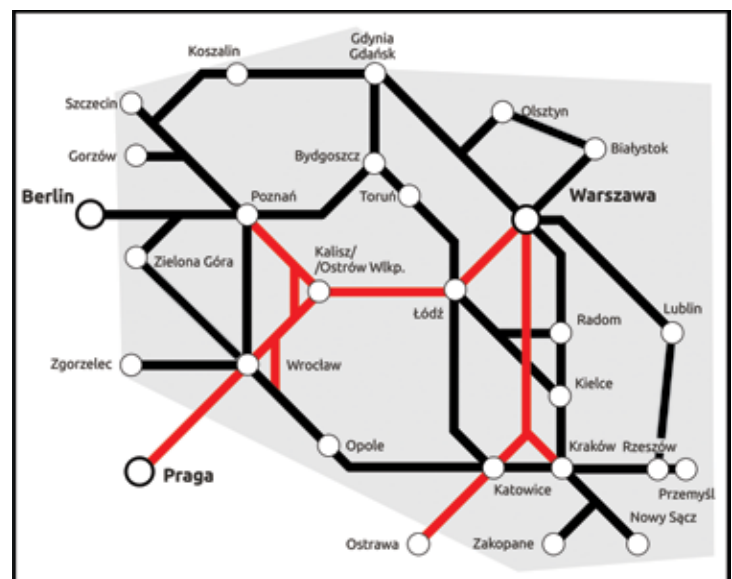 Gdynia
Gdańsk
Koszalin
Szczecin
Olsztyn
Gorzów
Bydgoszcz
Białystok
Berlin
Poznań
Toruń
Warszawa
Kalisz/
/Ostrów Wlkp.
Zielona Góra
Łódź
Lublin
Radom
Zgorzelec
Wrocław
Kielce
Opole
Kraków
Rzeszów
Praga
Katowice
Przemyśl
Nowy Sącz
Ostrawa
Zakopane